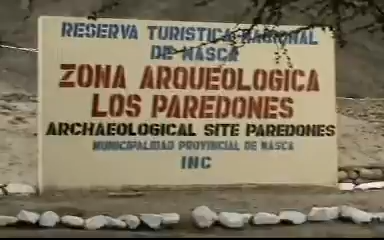 RESERVA TURISTICA NACIONAL
DE NASCA
ZONA ARQUEOLOGICA
LOS PAREDONES
ARCHAEOLOGICAL SITE PAREDONES
MUNICIPALIDAD PROVINCIAL DE NASCA
INC